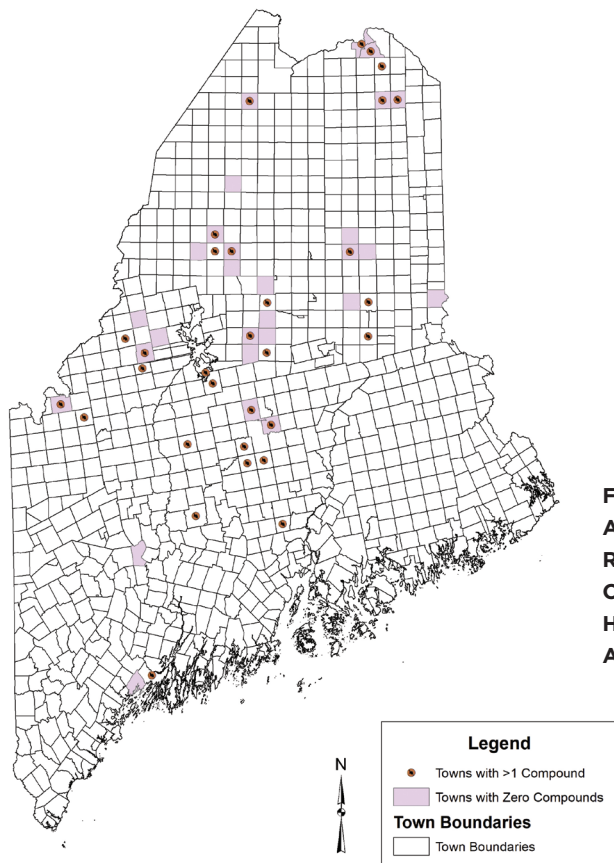 F
A
R
C
H
A
N
Legend
Towns with >1 Compound
Towns with Zero Compounds
Town Boundaries
Town Boundaries